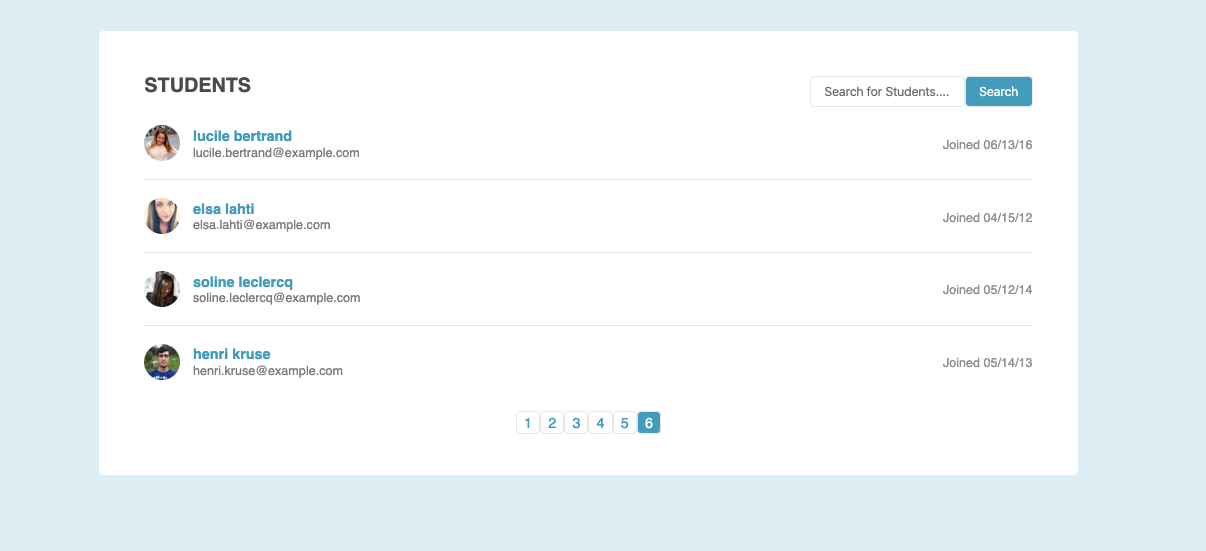 STUDENTS
Search for Students.... Search
lucile bertrand
lucile.bertrand@example.com
Joined 06/13/16
elsa lahti
elsa.lahti@example.com
Joined 04/15/12
soline leclercq
soline.leclercq@example.com
Joined 05/12/14
henri kruse
henri.kruse@example.com
Joined 05/14/13
1 2 3 4 5 6